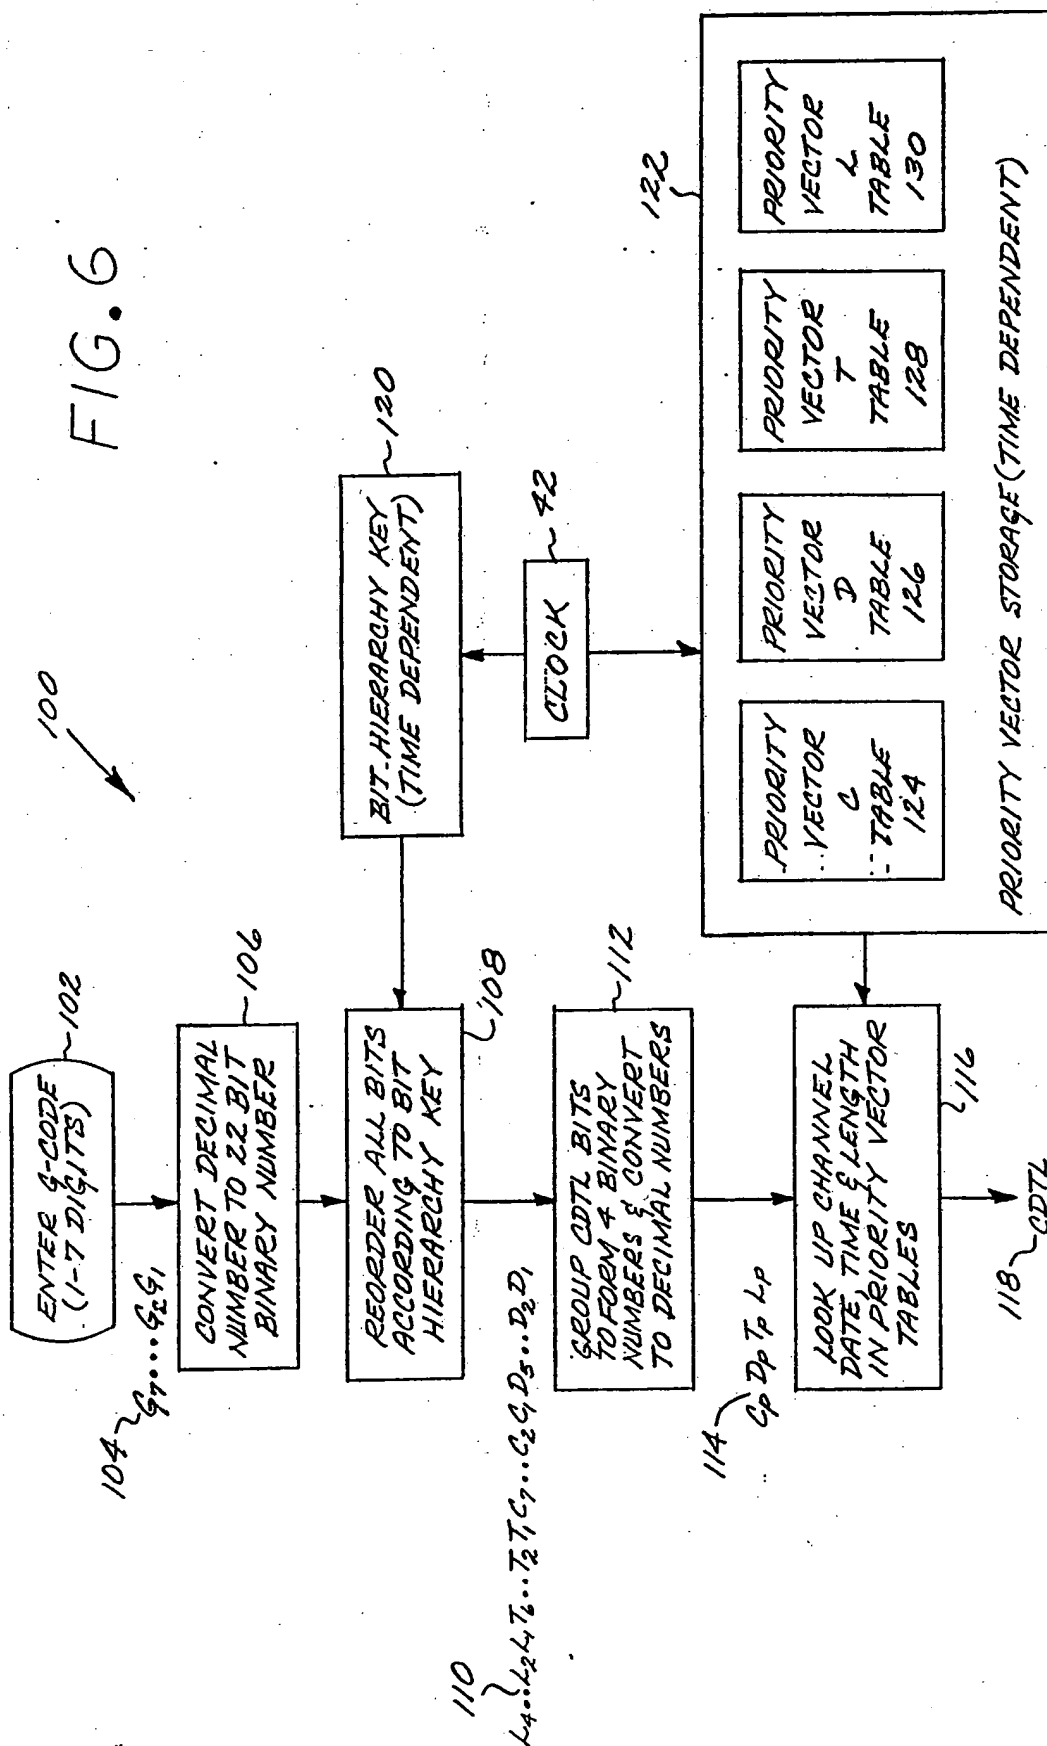 FIG.6
100
ENTER G-CODE
(1-7 DIGITS)
102
104
G7....G2G1
CONVERT DECIMAL
NUMBER TO 22 BIT
BINARY NUMBER
106
REORDER ALL BITS
ACCORDING TO BIT
HIERARCHY KEY
108
BIT HIERARCHY KEY
(TIME DEPENDENT)
120
CLOCK
42
110
L4..L2L1T6..T2T1C7..C2C1D5..D2D1
GROUP CDTL BITS
TO FORM 4 BINARY
NUMBERS & CONVERT
TO DECIMAL NUMBERS
112
114
Cp Dp Tp Lp
LOOK UP CHANNEL
DATE, TIME & LENGTH
IN PRIORITY VECTOR
TABLES
116
118
CDTL
122
PRIORITY
VECTOR
C
TABLE
124
PRIORITY
VECTOR
D
TABLE
126
PRIORITY
VECTOR
T
TABLE
128
PRIORITY
VECTOR
L
TABLE
130
PRIORITY VECTOR STORAGE (TIME DEPENDENT)